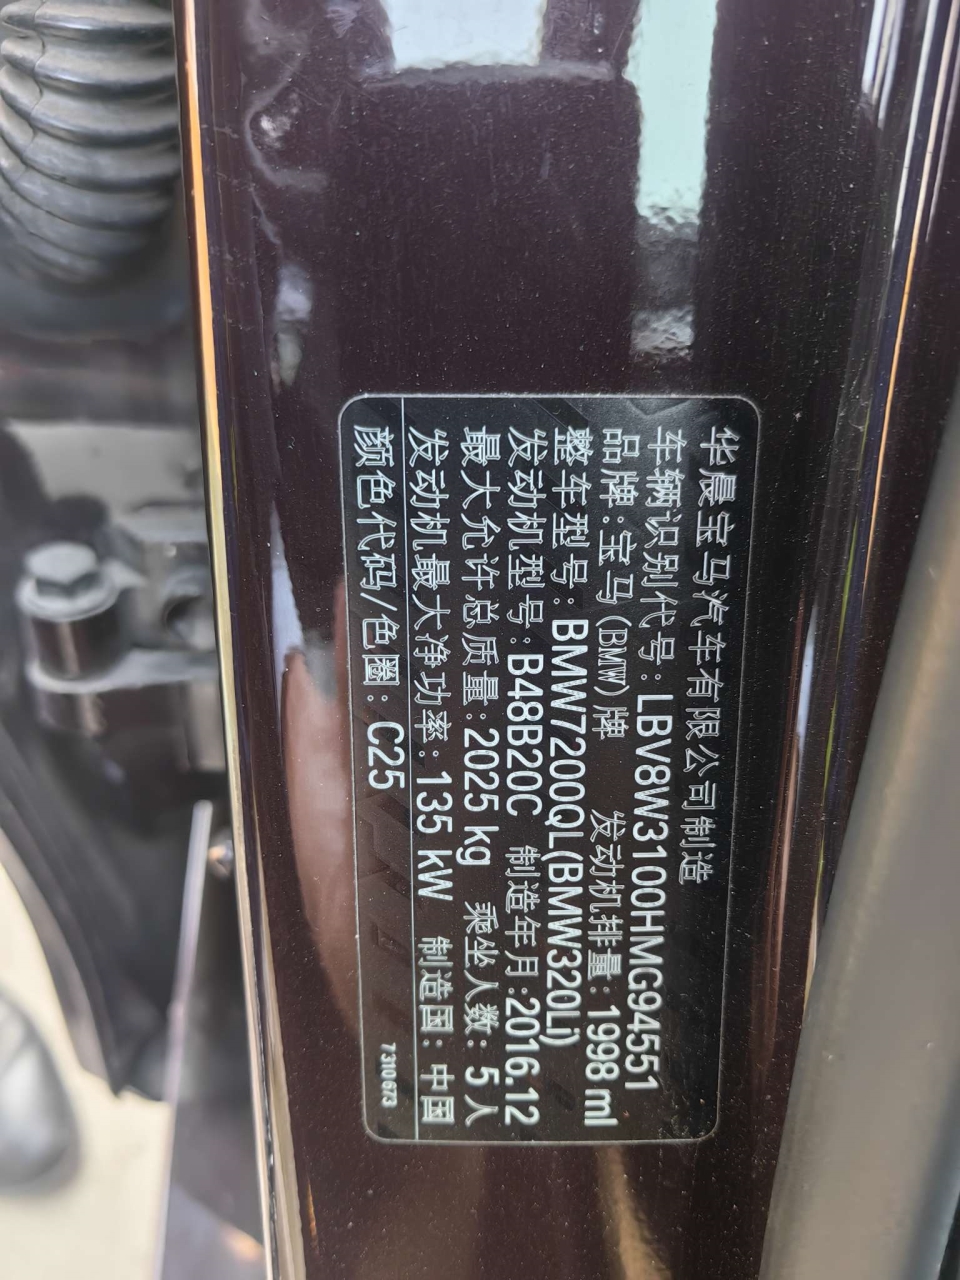 华晨宝马汽车有限公司制造
车辆识别代号:LBV8W3100HMG94551
品牌:宝马(BMW)牌 发动机排量:1998 ml
整车型号:BMW7200QL(BMW320Li)
发动机型号:B48B20C 制造年月:2016.12
最大允许总质量:2025 kg 乘坐人数:5人
发动机最大净功率:135 kW 制造国:中国
颜色代码/色圈:C25
7310673